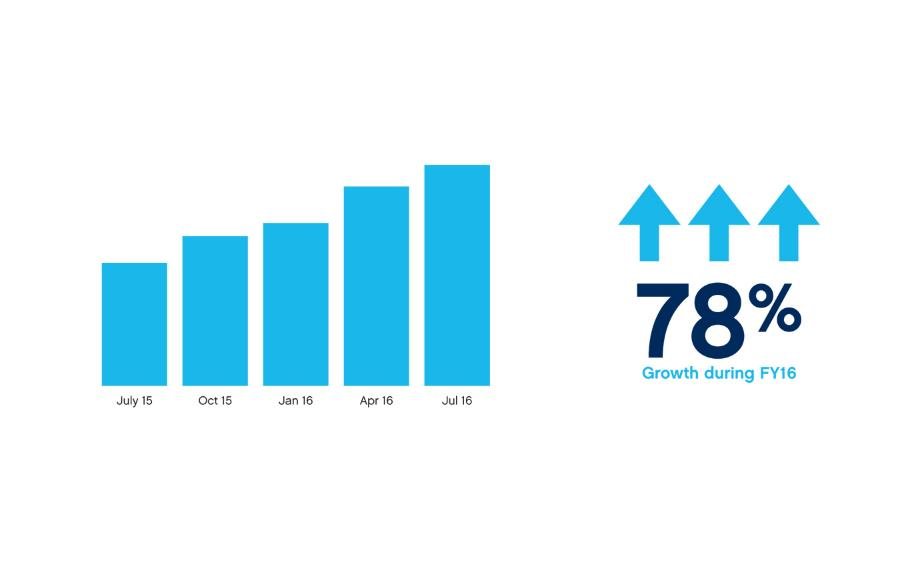 July 15
Oct 15
Jan 16
Apr 16
Jul 16
78%
Growth during FY16